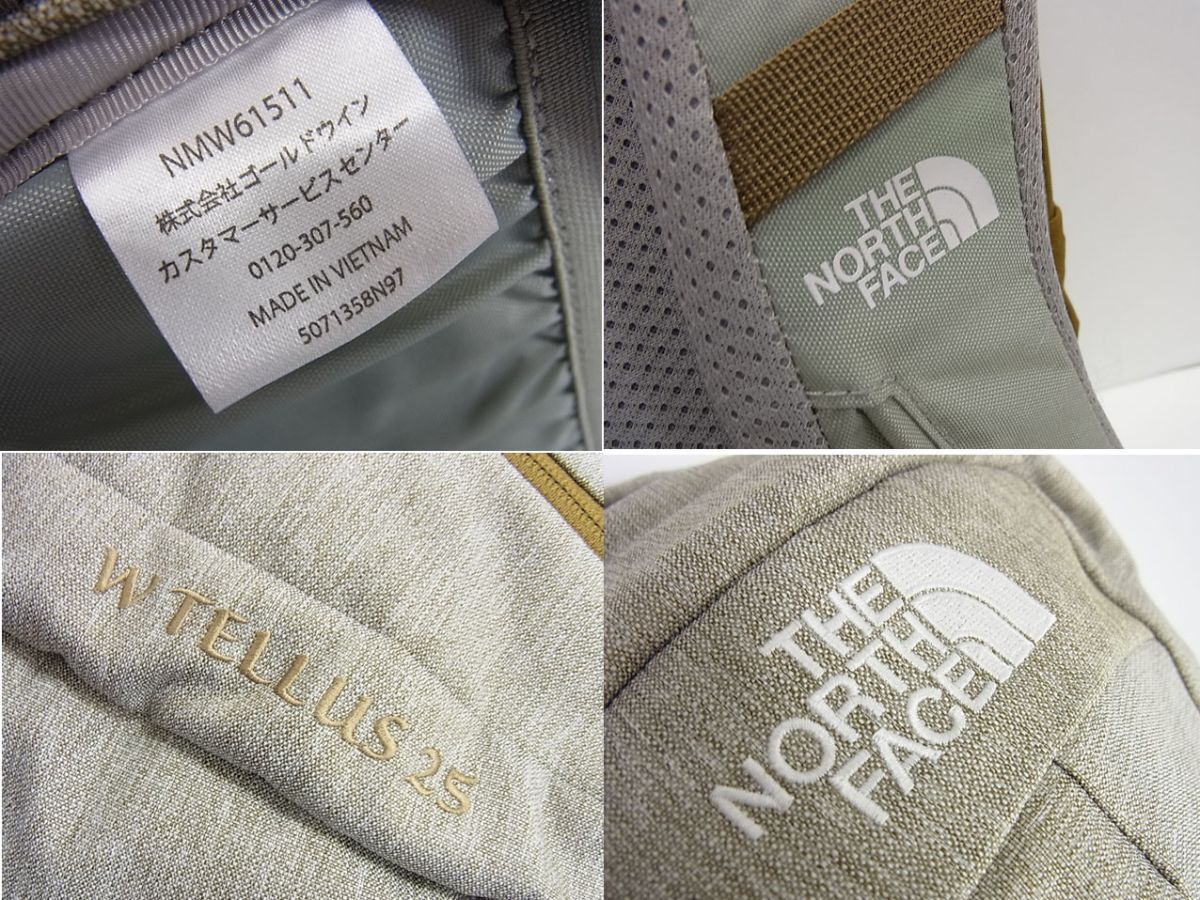 NMW61511
株式会社ゴールドウイン
カスタマーサービスセンター
0120-307-560
MADE IN VIETNAM
5071358N97
THE
NORTH
FACE
W TELLUS 25
THE
NORTH
FACE